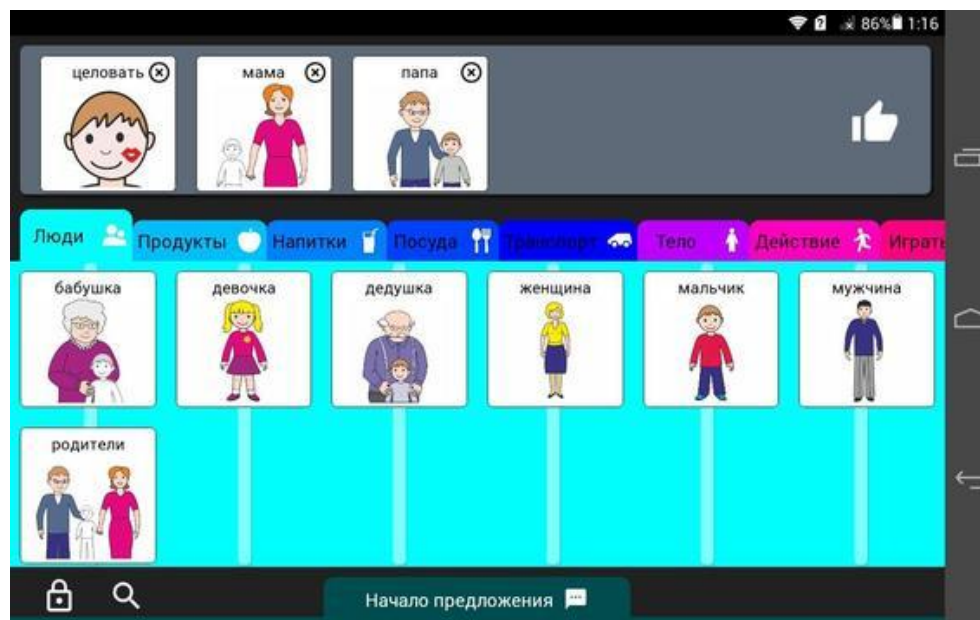 86% 1:16
целовать мама папа
Люди Продукты Напитки Посуда Транспорт Тело Действие Играть
бабушка девочка дедушка женщина мальчик мужчина
родители
Начало предложения